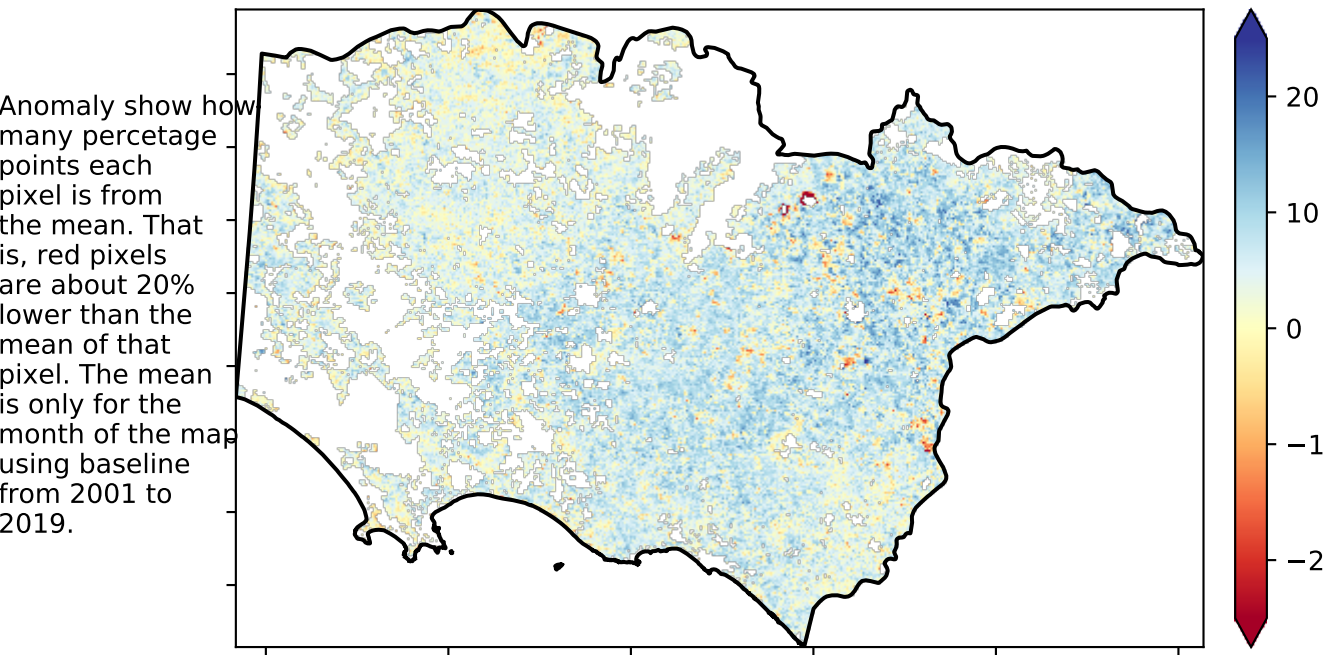 Anomaly show how
many percetage
points each
pixel is from
the mean. That
is, red pixels
are about 20%
lower than the
mean of that
pixel. The mean
is only for the
month of the map
using baseline
from 2001 to
2019.
20
10
0
−1
−2